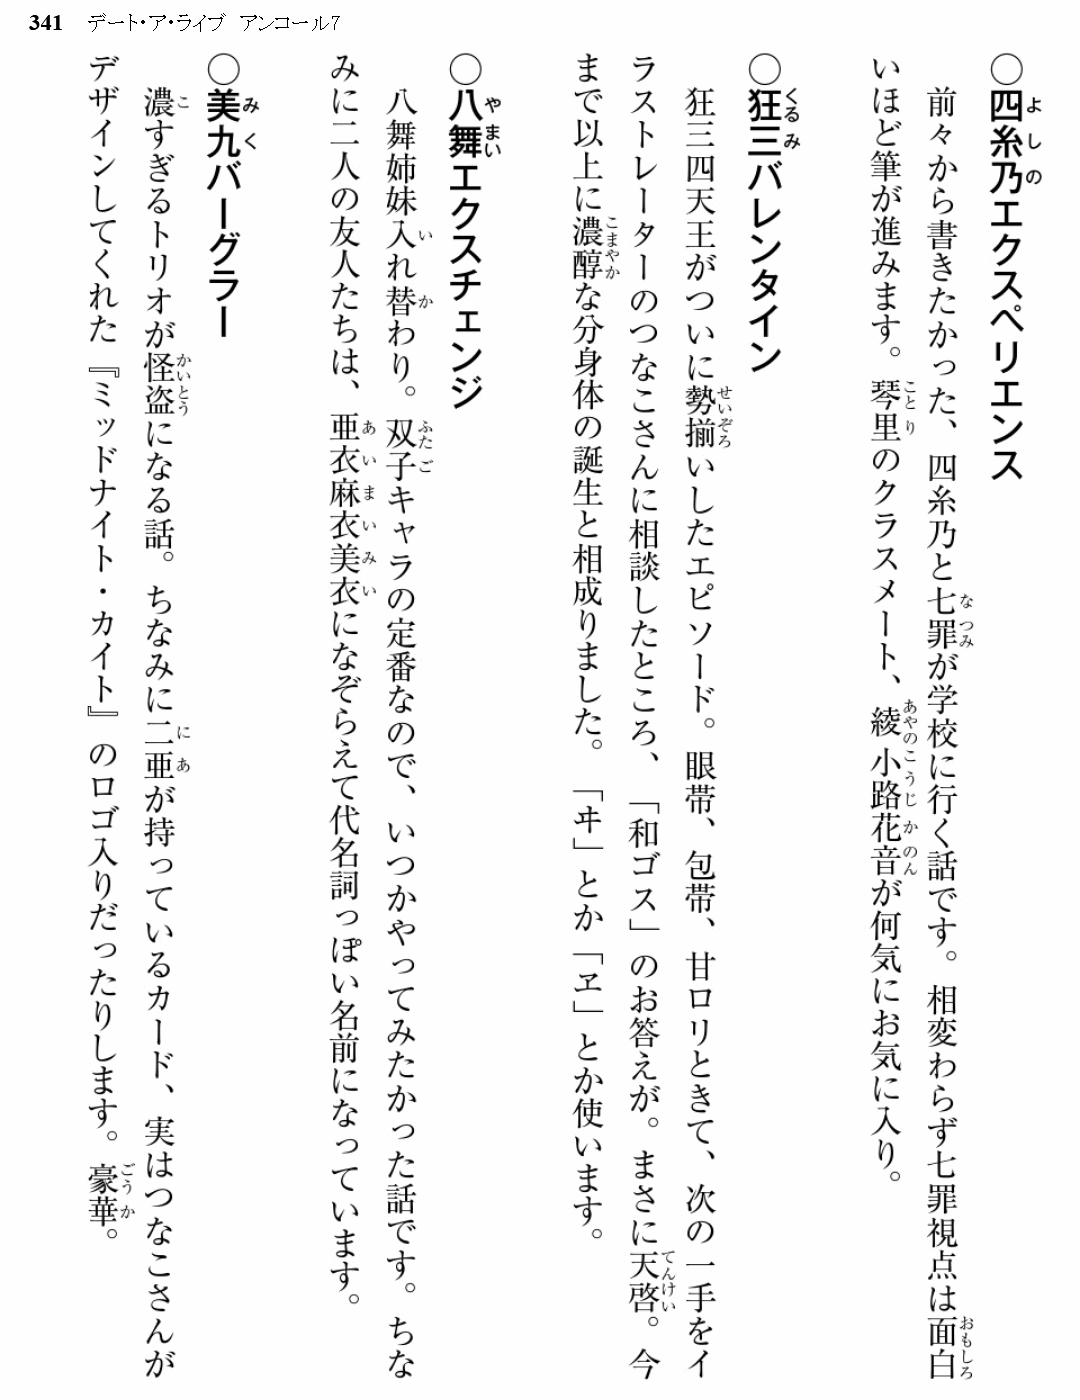 341 デート・ア・ライブ アンコール7
○四糸乃エクスペリエンス
前々から書きたかった、四糸乃と七罪が学校に行く話です。相変わらず七罪視点は面白
いほど筆が進みます。琴里のクラスメート、綾小路花音が何気にお気に入り。
○狂三バレンタイン
狂三四天王がついに勢揃いしたエピソード。眼帯、包帯、甘ロリときて、次の一手をイ
ラストレーターのつなこさんに相談したところ、「和ゴス」のお答えが。まさに天啓。今
まで以上に濃醇な分身体の誕生と相成りました。「ヰ」とか「ヱ」とか使います。
○八舞エクスチェンジ
八舞姉妹入れ替わり。双子キャラの定番なので、いつかやってみたかった話です。ちな
みに二人の友人たちは、亜衣麻衣美衣になぞらえて代名詞っぽい名前になっています。
○美九バーグラー
濃すぎるトリオが怪盗になる話。ちなみに二亜が持っているカード、実はつなこさんが
デザインしてくれた『ミッドナイト・カイト』のロゴ入りだったりします。豪華。